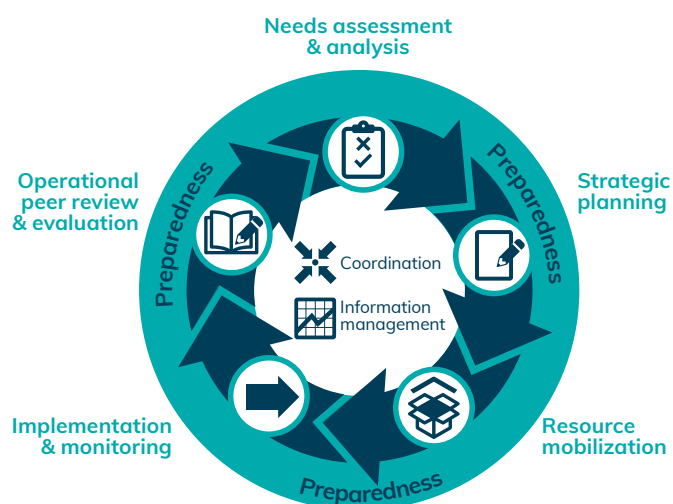 Needs assessment
& analysis
Preparedness
Preparedness
Operational
peer review
& evaluation
Strategic
planning
Coordination
Information
management
Implementation
& monitoring
Resource
mobilization
Preparedness